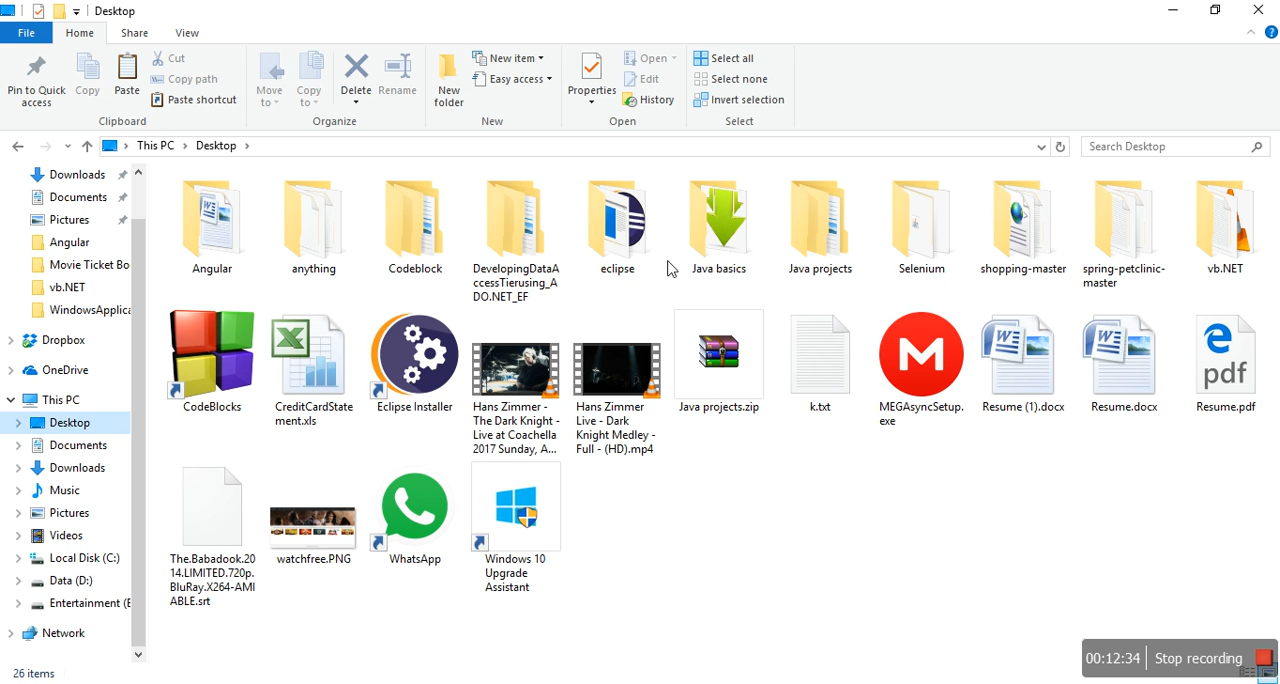 Desktop
File Home Share View
Pin to Quick access
Copy
Paste
Cut
Copy path
Paste shortcut
Clipboard
Move to
Copy to
Delete
Rename
Organize
New folder
New item
Easy access
New
Properties
Open
Edit
History
Open
Select all
Select none
Invert selection
Select
This PC > Desktop >
Search Desktop
Downloads
Documents
Pictures
Angular
Movie Ticket Bo
vb.NET
WindowsApplica
Dropbox
OneDrive
This PC
Desktop
Documents
Downloads
Music
Pictures
Videos
Local Disk (C:)
Data (D:)
Entertainment (E
Network
Angular
anything
Codeblock
DevelopingDataA
ccessTierusing_A
DO.NET_EF
eclipse
Java basics
Java projects
Selenium
shopping-master
spring-petclinic-
master
vb.NET
CodeBlocks
CreditCardState
ment.xls
Eclipse Installer
Hans Zimmer -
The Dark Knight -
Live at Coachella
2017 Sunday, A...
Hans Zimmer
Live - Dark
Knight Medley -
Full - (HD).mp4
Java projects.zip
k.txt
M
MEGAsyncSetup.
exe
W
Resume (1).docx
W
Resume.docx
pdf
Resume.pdf
The.Babadook.20
14.LIMITED.720p.
BluRay.X264-AMI
ABLE.srt
watchfree.PNG
WhatsApp
Windows 10
Upgrade
Assistant
26 items
00:12:34 Stop recording